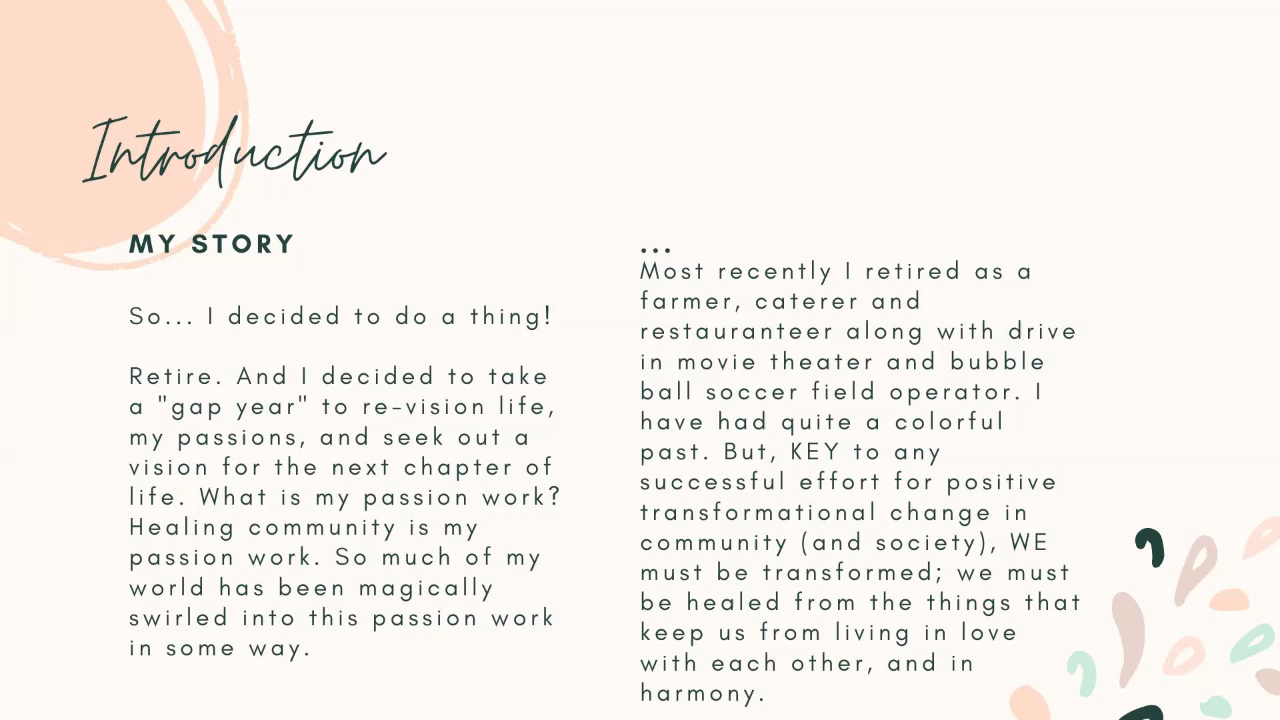 Introduction
MY STORY
So... I decided to do a thing!
Retire. And I decided to take
a "gap year" to re-vision life,
my passions, and seek out a
vision for the next chapter of
life. What is my passion work?
Healing community is my
passion work. So much of my
world has been magically
swirled into this passion work
in some way.
...
Most recently I retired as a
farmer, caterer and
restauranteer along with drive
in movie theater and bubble
ball soccer field operator. I
have had quite a colorful
past. But, KEY to any
successful effort for positive
transformational change in
community (and society), WE
must be transformed; we must
be healed from the things that
keep us from living in love
with each other, and in
harmony.